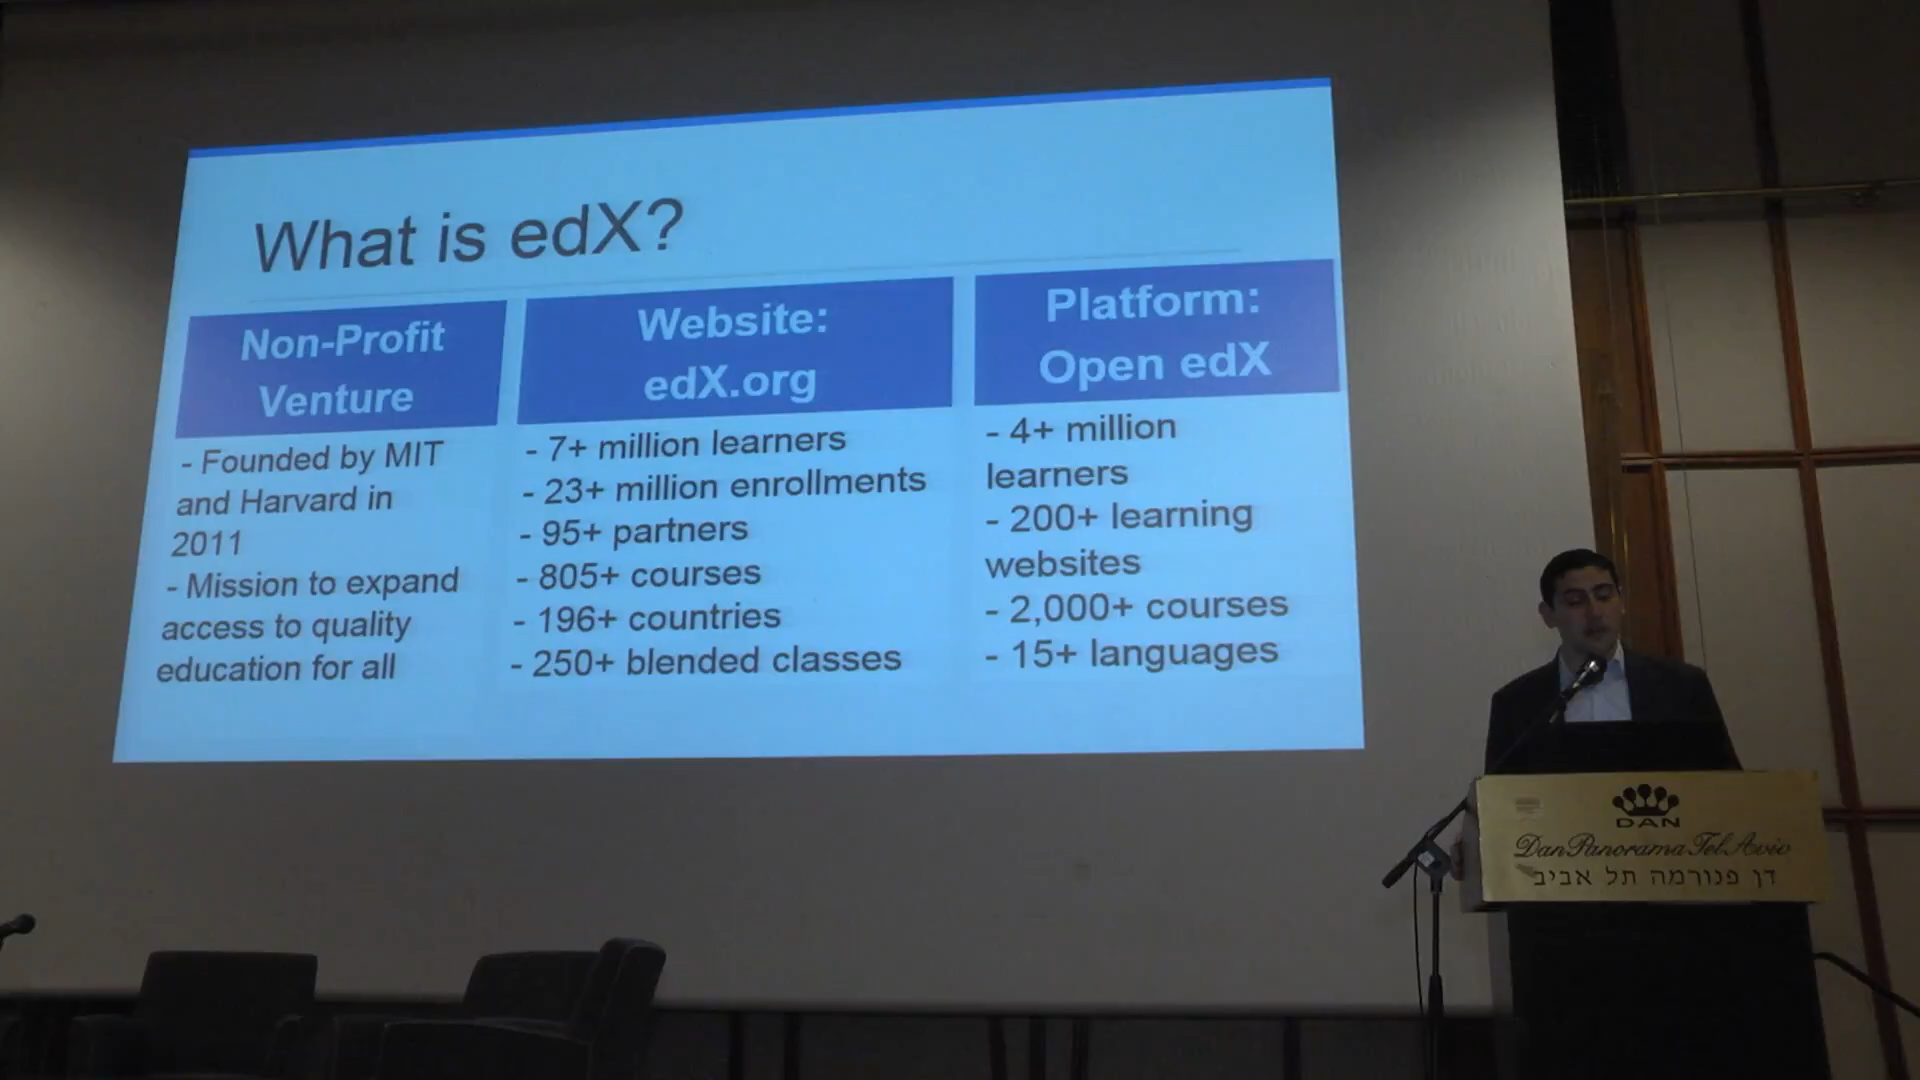 What is edX?
Non-Profit
Venture
- Founded by MIT
and Harvard in
2011
- Mission to expand
access to quality
education for all
Website:
edX.org
- 7+ million learners
- 23+ million enrollments
- 95+ partners
- 805+ courses
- 196+ countries
- 250+ blended classes
Platform:
Open edX
- 4+ million
learners
- 200+ learning
websites
- 2,000+ courses
- 15+ languages
DAN
Dan Panorama Tel Aviv
דן פנורמה תל אביב